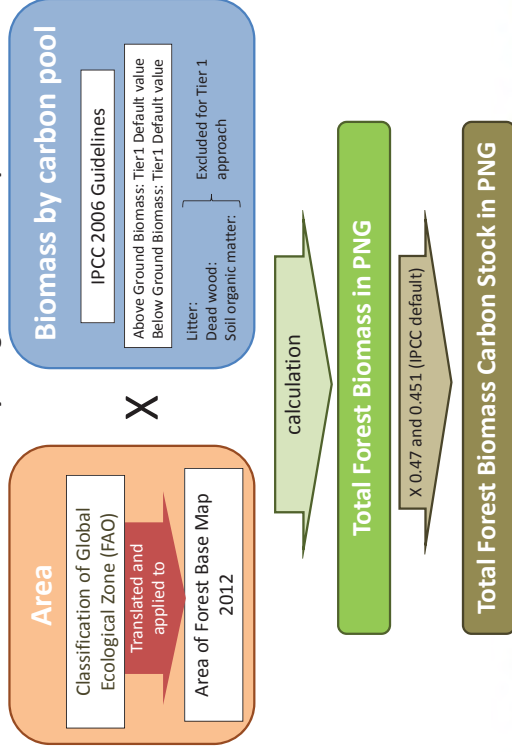 Area
Classification of Global
Ecological Zone (FAO)
Translated and
applied to
Area of Forest Base Map
2012
X
Biomass by carbon pool
IPCC 2006 Guidelines
Above Ground Biomass: Tier1 Default value
Below Ground Biomass: Tier1 Default value
Litter:
Dead wood:
Soil organic matter:
Excluded for Tier 1
approach
calculation
Total Forest Biomass in PNG
X 0.47 and 0.451 (IPCC default)
Total Forest Biomass Carbon Stock in PNG